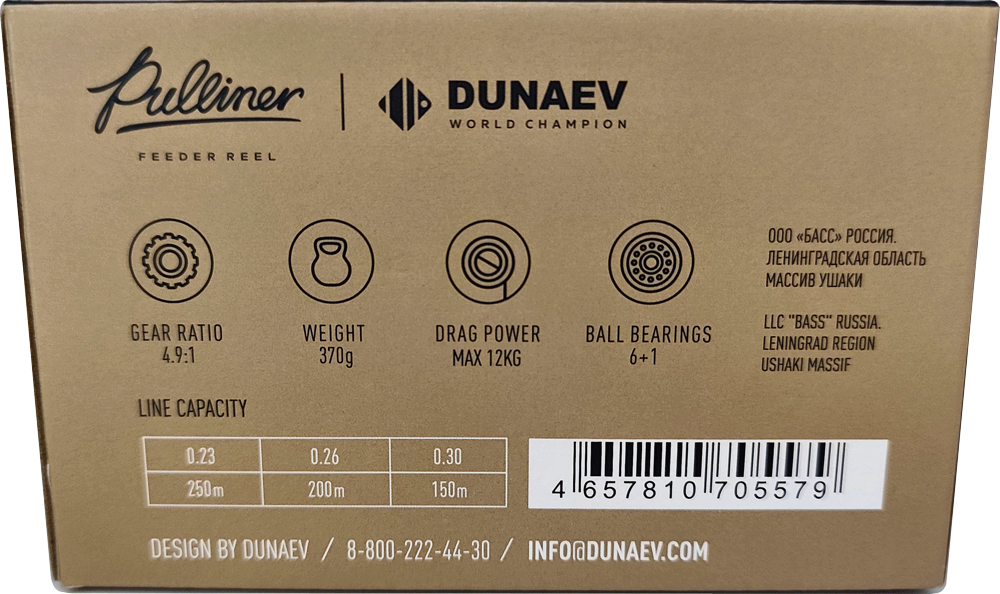 Pulliner
FEEDER REEL
DUNAEV
WORLD CHAMPION
GEAR RATIO
4.9:1
WEIGHT
370g
DRAG POWER
MAX 12KG
BALL BEARINGS
6+1
ООО «БАСС» РОССИЯ.
ЛЕНИНГРАДСКАЯ ОБЛАСТЬ
МАССИВ УШАКИ
LLC "BASS" RUSSIA.
LENINGRAD REGION
USHAKI MASSIF
LINE CAPACITY
0.23 0.26 0.30
250m 200m 150m
4 657810 705579
DESIGN BY DUNAEV / 8-800-222-44-30 / INFO@DUNAEV.COM